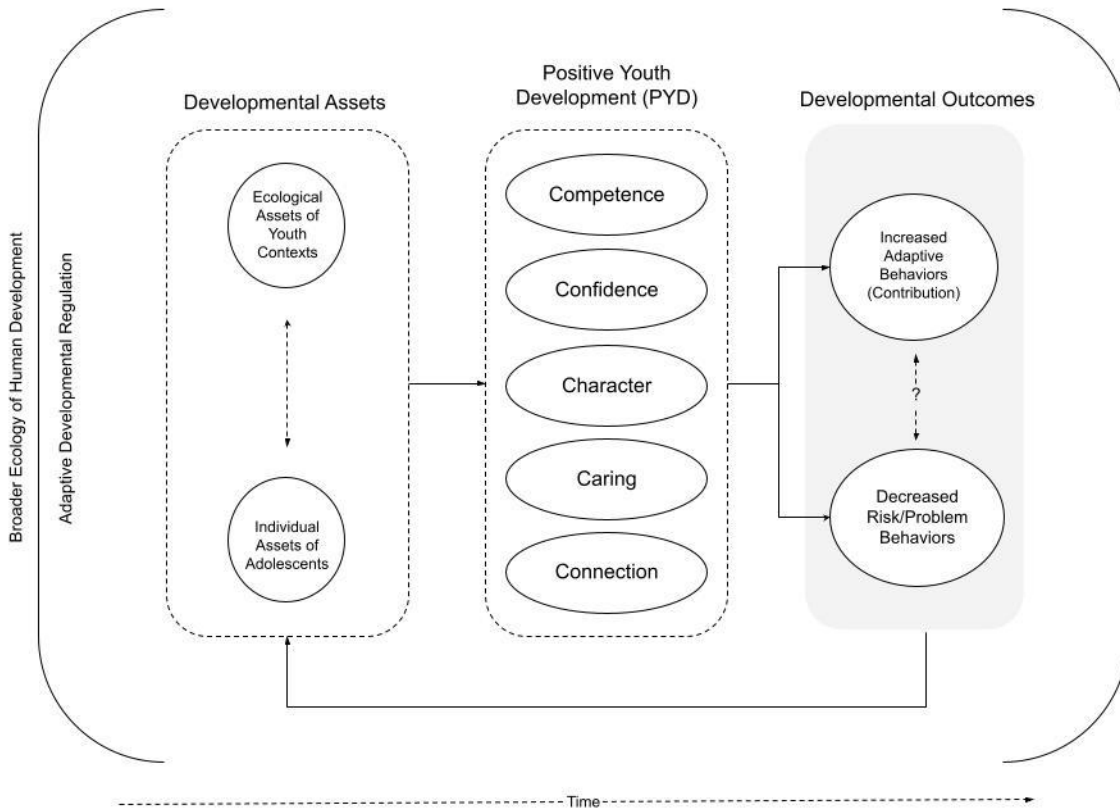 Broader Ecology of Human Development
Adaptive Developmental Regulation
Developmental Assets
Ecological
Assets of
Youth
Contexts
Individual
Assets of
Adolescents
Positive Youth
Development (PYD)
Competence
Confidence
Character
Caring
Connection
Developmental Outcomes
Increased
Adaptive
Behaviors
(Contribution)
?
Decreased
Risk/Problem
Behaviors
Time